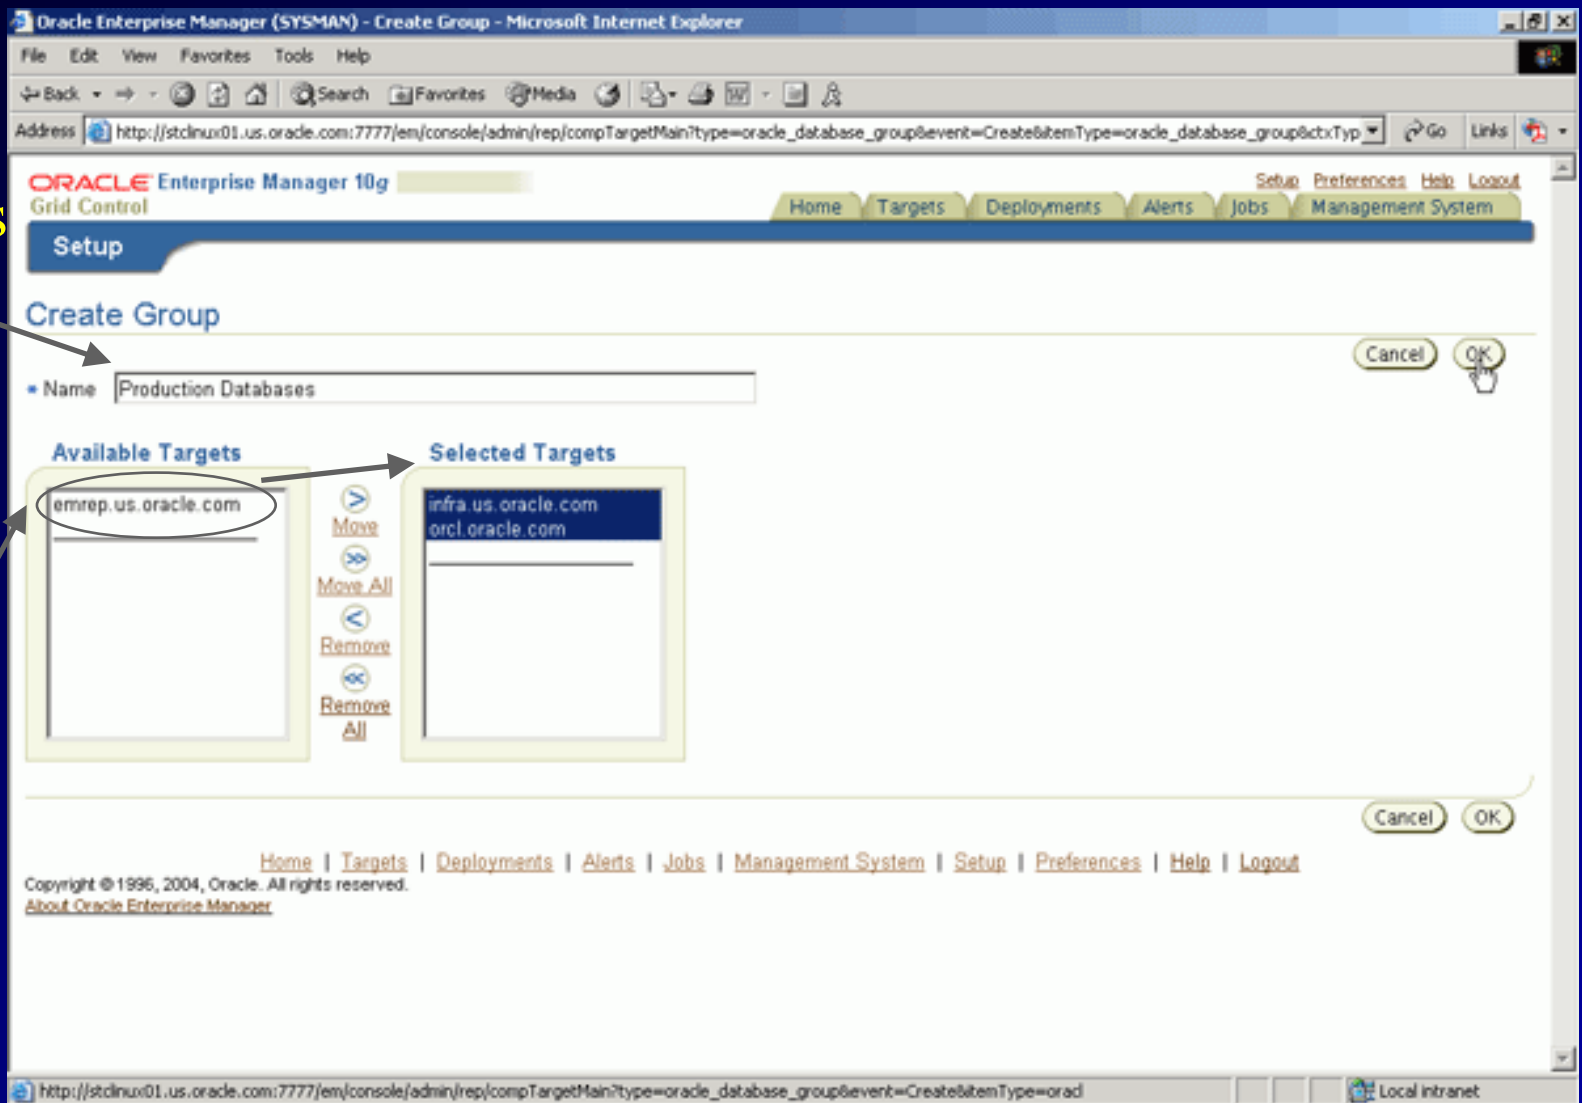 Oracle Enterprise Manager (SYSMAN) - Create Group - Microsoft Internet Explorer
File Edit View Favorites Tools Help
Back Search Favorites Media
Address http://stclinux01.us.oracle.com:7777/em/console/admin/rep/compTargetMain?type=oracle_database_group&event=Create&itemType=oracle_database_group&ctxTyp Go Links
ORACLE Enterprise Manager 10g
Grid Control
Setup Preferences Help Logout
Home Targets Deployments Alerts Jobs Management System
s
Setup
Create Group
Cancel OK
* Name Production Databases
Available Targets Selected Targets
emrep.us.oracle.com
infra.us.oracle.com
orcl.oracle.com
Move
Move All
Remove
Remove
All
Cancel OK
Home | Targets | Deployments | Alerts | Jobs | Management System | Setup | Preferences | Help | Logout
Copyright © 1996, 2004, Oracle. All rights reserved.
About Oracle Enterprise Manager
http://stclinux01.us.oracle.com:7777/em/console/admin/rep/compTargetMain?type=oracle_database_group&event=Create&itemType=oracl Local intranet